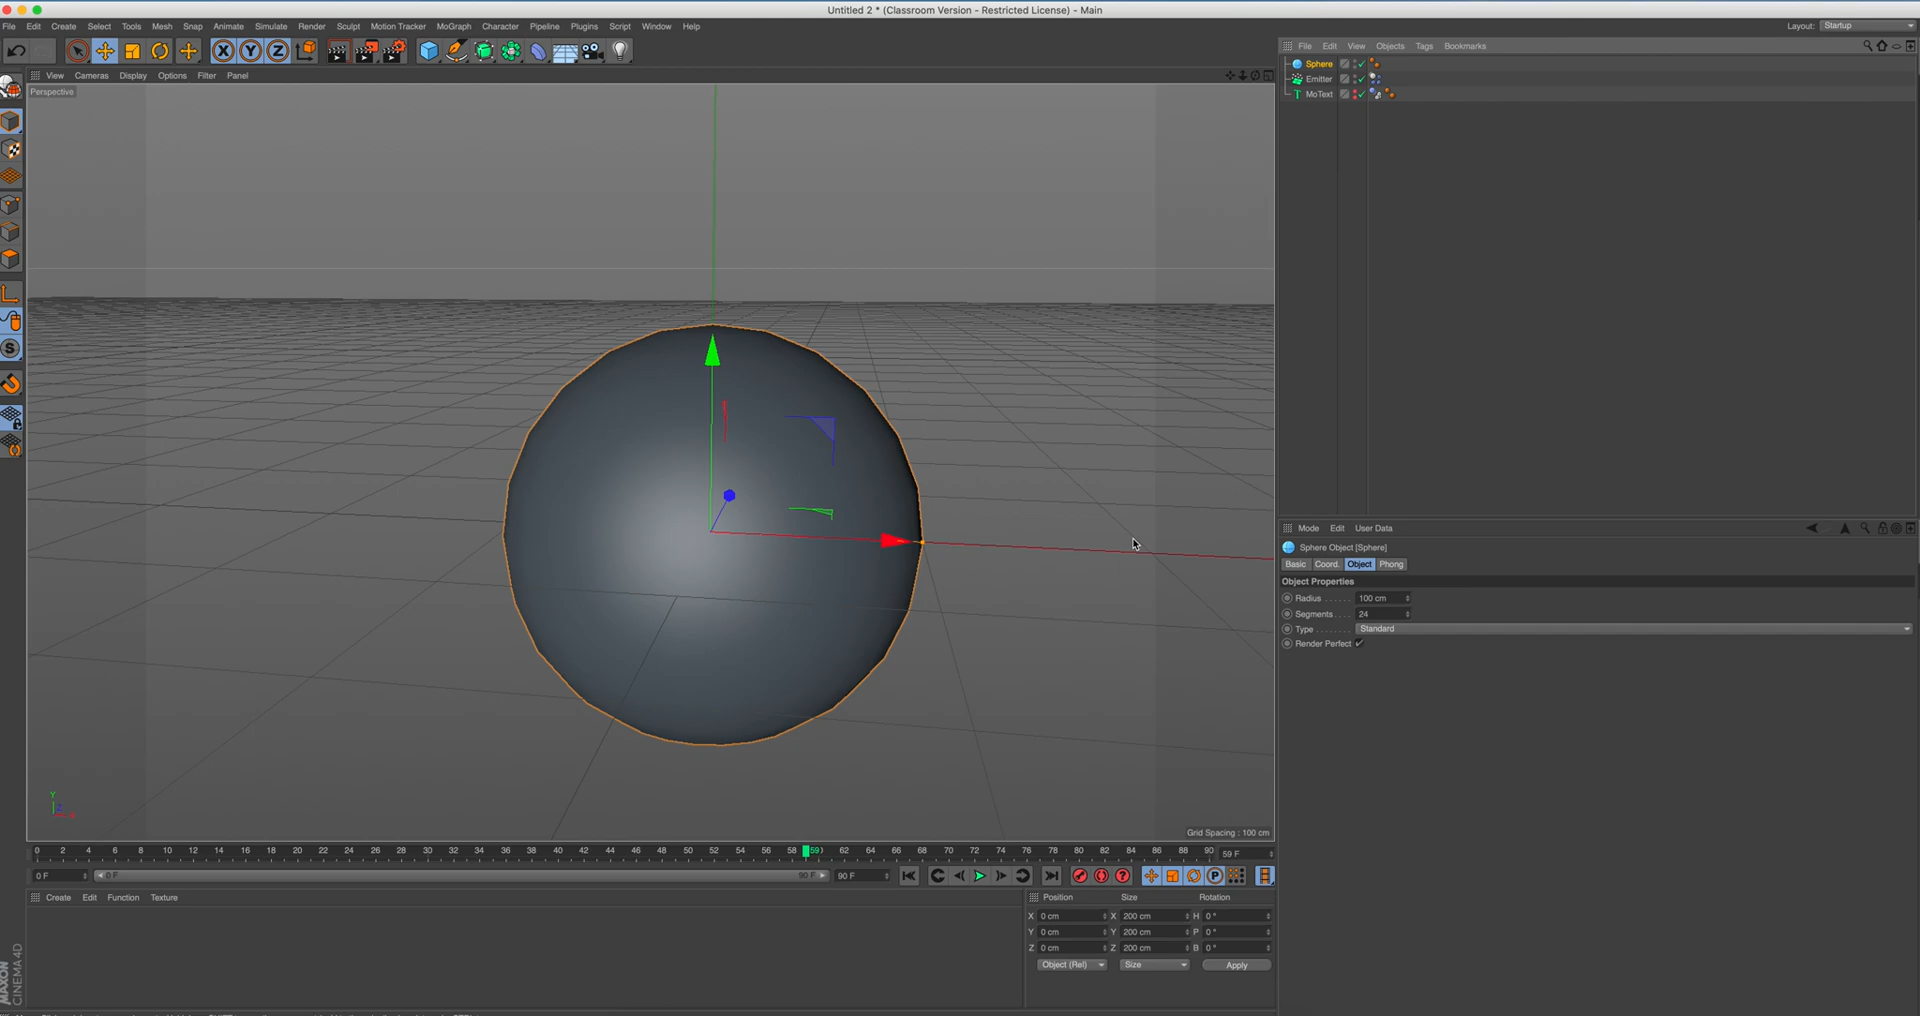 Untitled 2 * (Classroom Version - Restricted License) - Main
File Edit Create Select Tools Mesh Snap Animate Simulate Render Sculpt Motion Tracker MoGraph Character Pipeline Plugins Script Window Help
Layout: Startup
X Y Z
File Edit View Objects Tags Bookmarks
View Cameras Display Options Filter Panel
Perspective
Sphere
Emitter
MoText
Mode Edit User Data
Sphere Object [Sphere]
Basic Coord. Object Phong
Object Properties
Radius 100 cm
Segments 24
Type Standard
Render Perfect
S
Y
Z
X
Grid Spacing : 100 cm
0 2 4 6 8 10 12 14 16 18 20 22 24 26 28 30 32 34 36 38 40 42 44 46 48 50 52 54 56 58 59 62 64 66 68 70 72 74 76 78 80 82 84 86 88 90 59 F
0 F 0 F 90 F 90 F P
Create Edit Function Texture
Position Size Rotation
X 0 cm X 200 cm H 0 °
Y 0 cm Y 200 cm P 0 °
Z 0 cm Z 200 cm B 0 °
Object (Rel) Size Apply
MAXON
CINEMA 4D